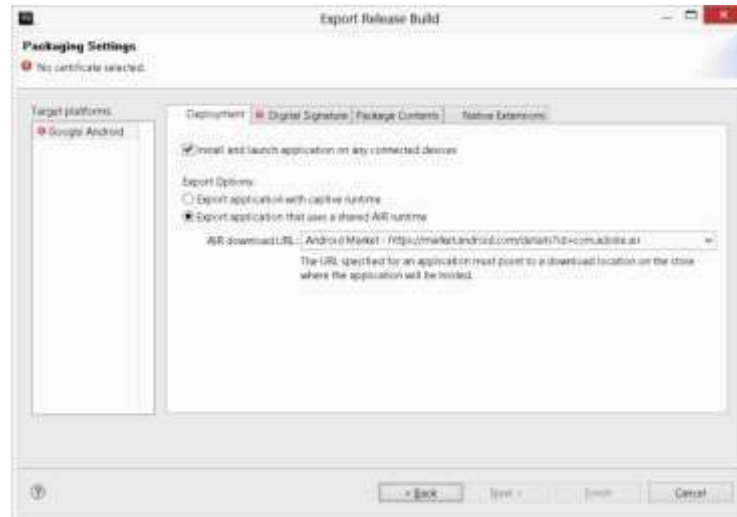 Export Release Build
Packaging Settings
No certificate selected.
Target platforms:
Google Android
Deployment
Digital Signature
Package Contents
Native Extensions
Install and launch application on any connected devices
Export Options:
Export application with captive runtime
Export application that uses a shared AIR runtime
AIR download URL: Android Market - https://market.android.com/details?id=com.adobe.air
The URL specified for an application must point to a download location on the store
where the application will be hosted.
< Back
Next >
Finish
Cancel